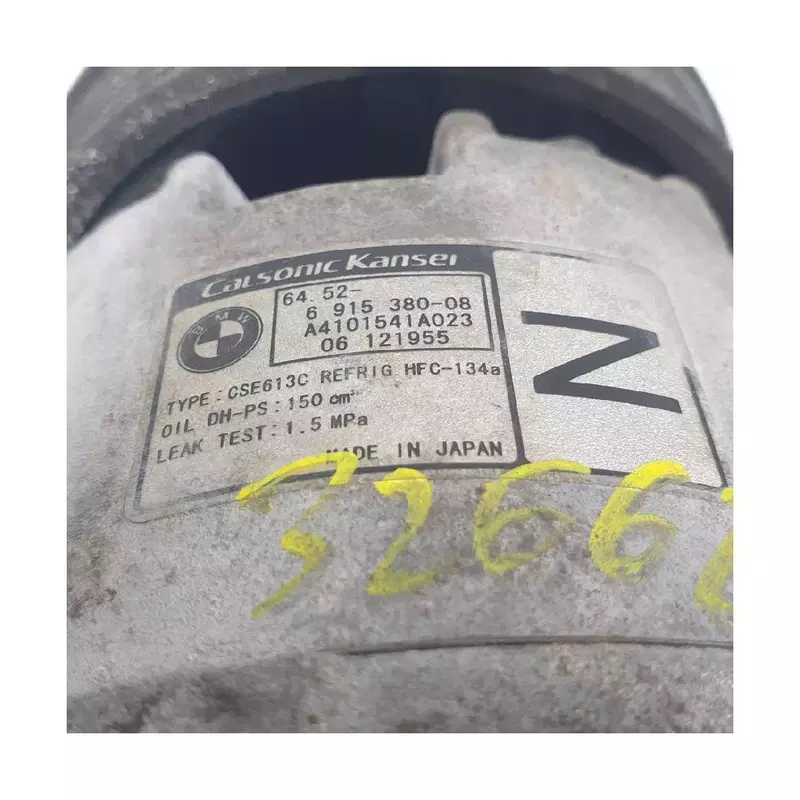 Calsonic Kansei
BMW
64.52-
6 915 380-08
A4101541A023
06 121955
TYPE:CSE613C REFRIG HFC-134a
OIL DH-PS:150 cm³
LEAK TEST:1.5 MPa
MADE IN JAPAN
Z
3266